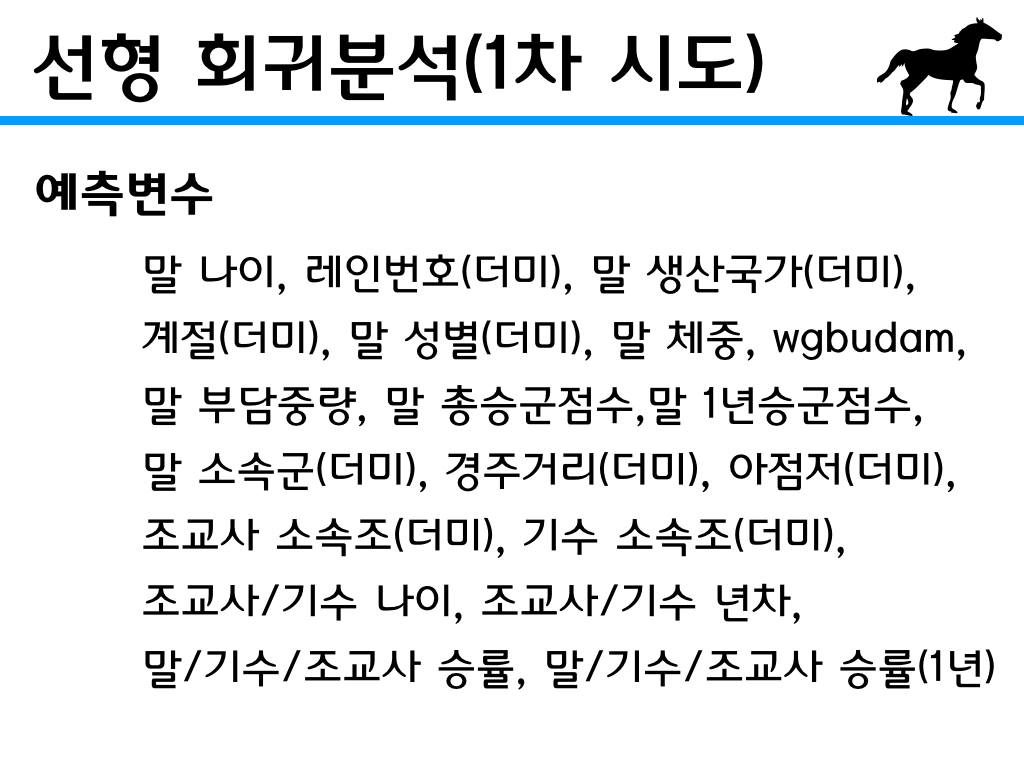 선형 회귀분석(1차 시도)
예측변수
말 나이, 레인번호(더미), 말 생산국가(더미),
계절(더미), 말 성별(더미), 말 체중, wgbudam,
말 부담중량, 말 총승군점수,말 1년승군점수,
말 소속군(더미), 경주거리(더미), 아점저(더미),
조교사 소속조(더미), 기수 소속조(더미),
조교사/기수 나이, 조교사/기수 년차,
말/기수/조교사 승률, 말/기수/조교사 승률(1년)